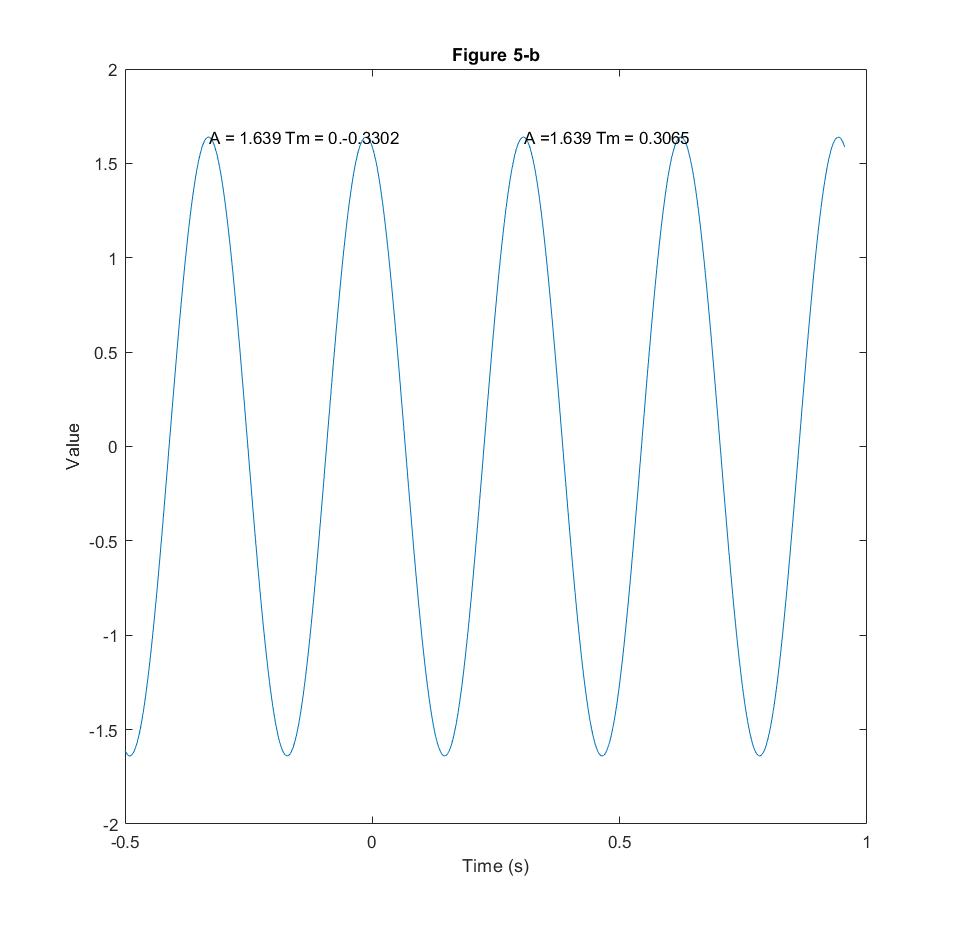 Figure 5-b
2
A = 1.639 Tm = 0.-0.3302
A =1.639 Tm = 0.3065
1.5
1
0.5
0
-0.5
-1
-1.5
-2
Value
-0.5 0 0.5 1
Time (s)